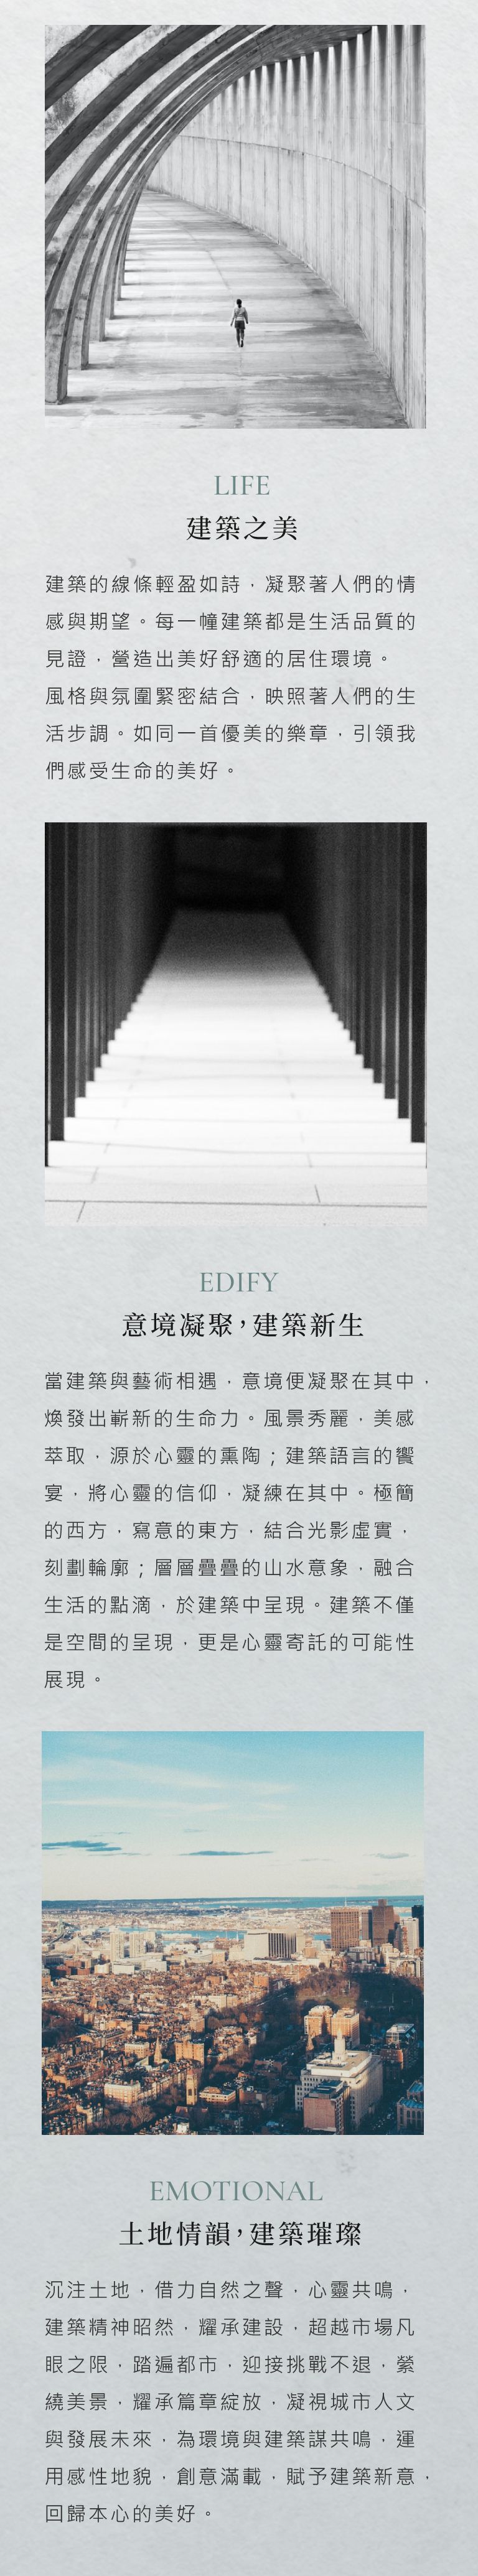 LIFE
建築之美
建築的線條輕盈如詩，凝聚著人們的情
感與期望。每一幢建築都是生活品質的
見證，營造出美好舒適的居住環境。
風格與氛圍緊密結合，映照著人們的生
活步調。如同一首優美的樂章，引領我
們感受生命的美好。
EDIFY
意境凝聚，建築新生
當建築與藝術相遇，意境便凝聚在其中，
煥發出嶄新的生命力。風景秀麗，美感
萃取，源於心靈的熏陶；建築語言的饗
宴，將心靈的信仰，凝練在其中。極簡
的西方，寫意的東方，結合光影虛實，
刻劃輪廓；層層疊疊的山水意象，融合
生活的點滴，於建築中呈現。建築不僅
是空間的呈現，更是心靈寄託的可能性
展現。
EMOTIONAL
土地情韻，建築璀璨
沉注土地，借力自然之聲，心靈共鳴，
建築精神昭然，耀承建設，超越市場凡
眼之限，踏遍都市，迎接挑戰不退，縈
繞美景，耀承篇章綻放，凝視城市人文
與發展未來，為環境與建築謀共鳴，運
用感性地貌，創意滿載，賦予建築新意，
回歸本心的美好。